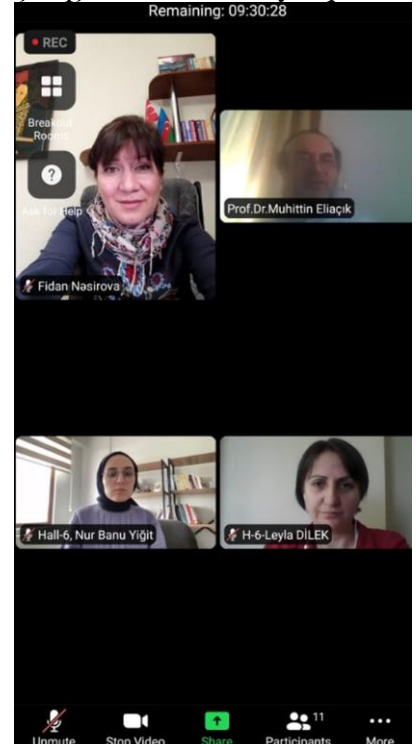 Remaining: 09:30:28
REC
Breakout
Rooms
?
Ask for Help
Prof.Dr.Muhittin Eliaçık
Fidan Nəsirova
Hall-6, Nur Banu Yiğit
H-6-Leyla DİLEK
11
Unmute
Stop Video
Share
Participants
More